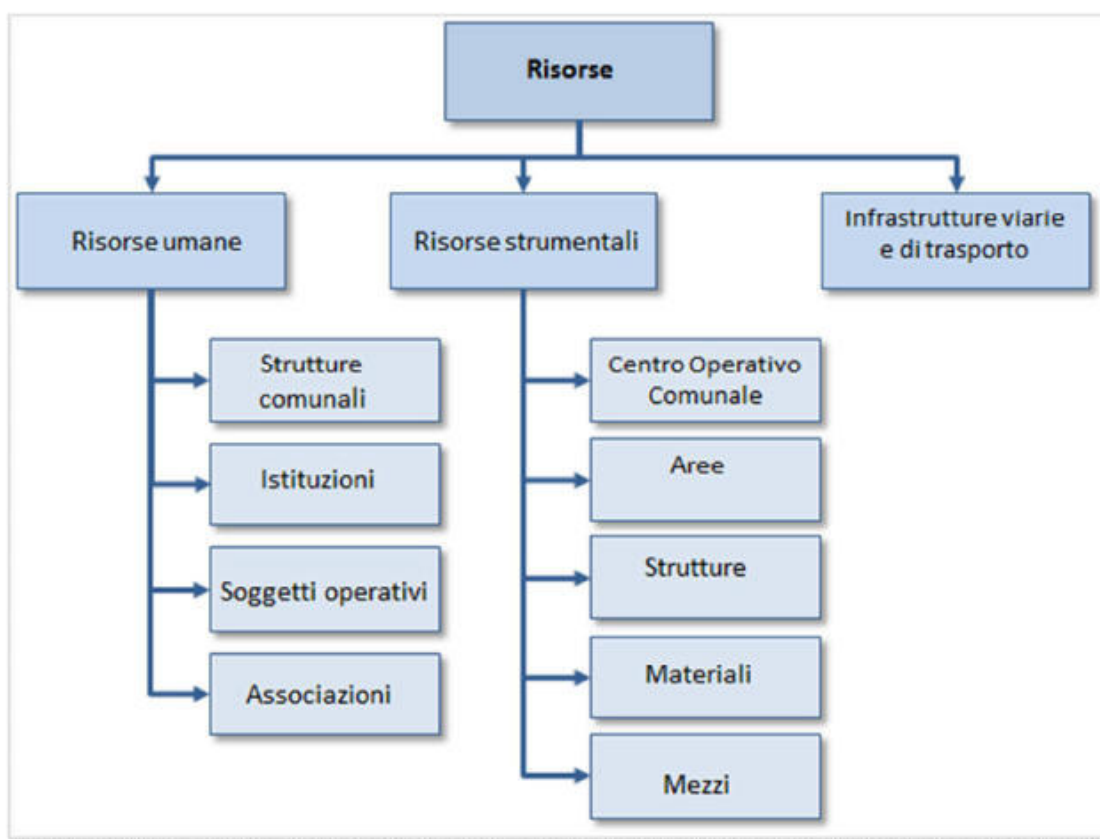 Risorse
Risorse umane
Risorse strumentali
Infrastrutture viarie
e di trasporto
Strutture
comunali
Istituzioni
Soggetti operativi
Associazioni
Centro Operativo
Comunale
Aree
Strutture
Materiali
Mezzi